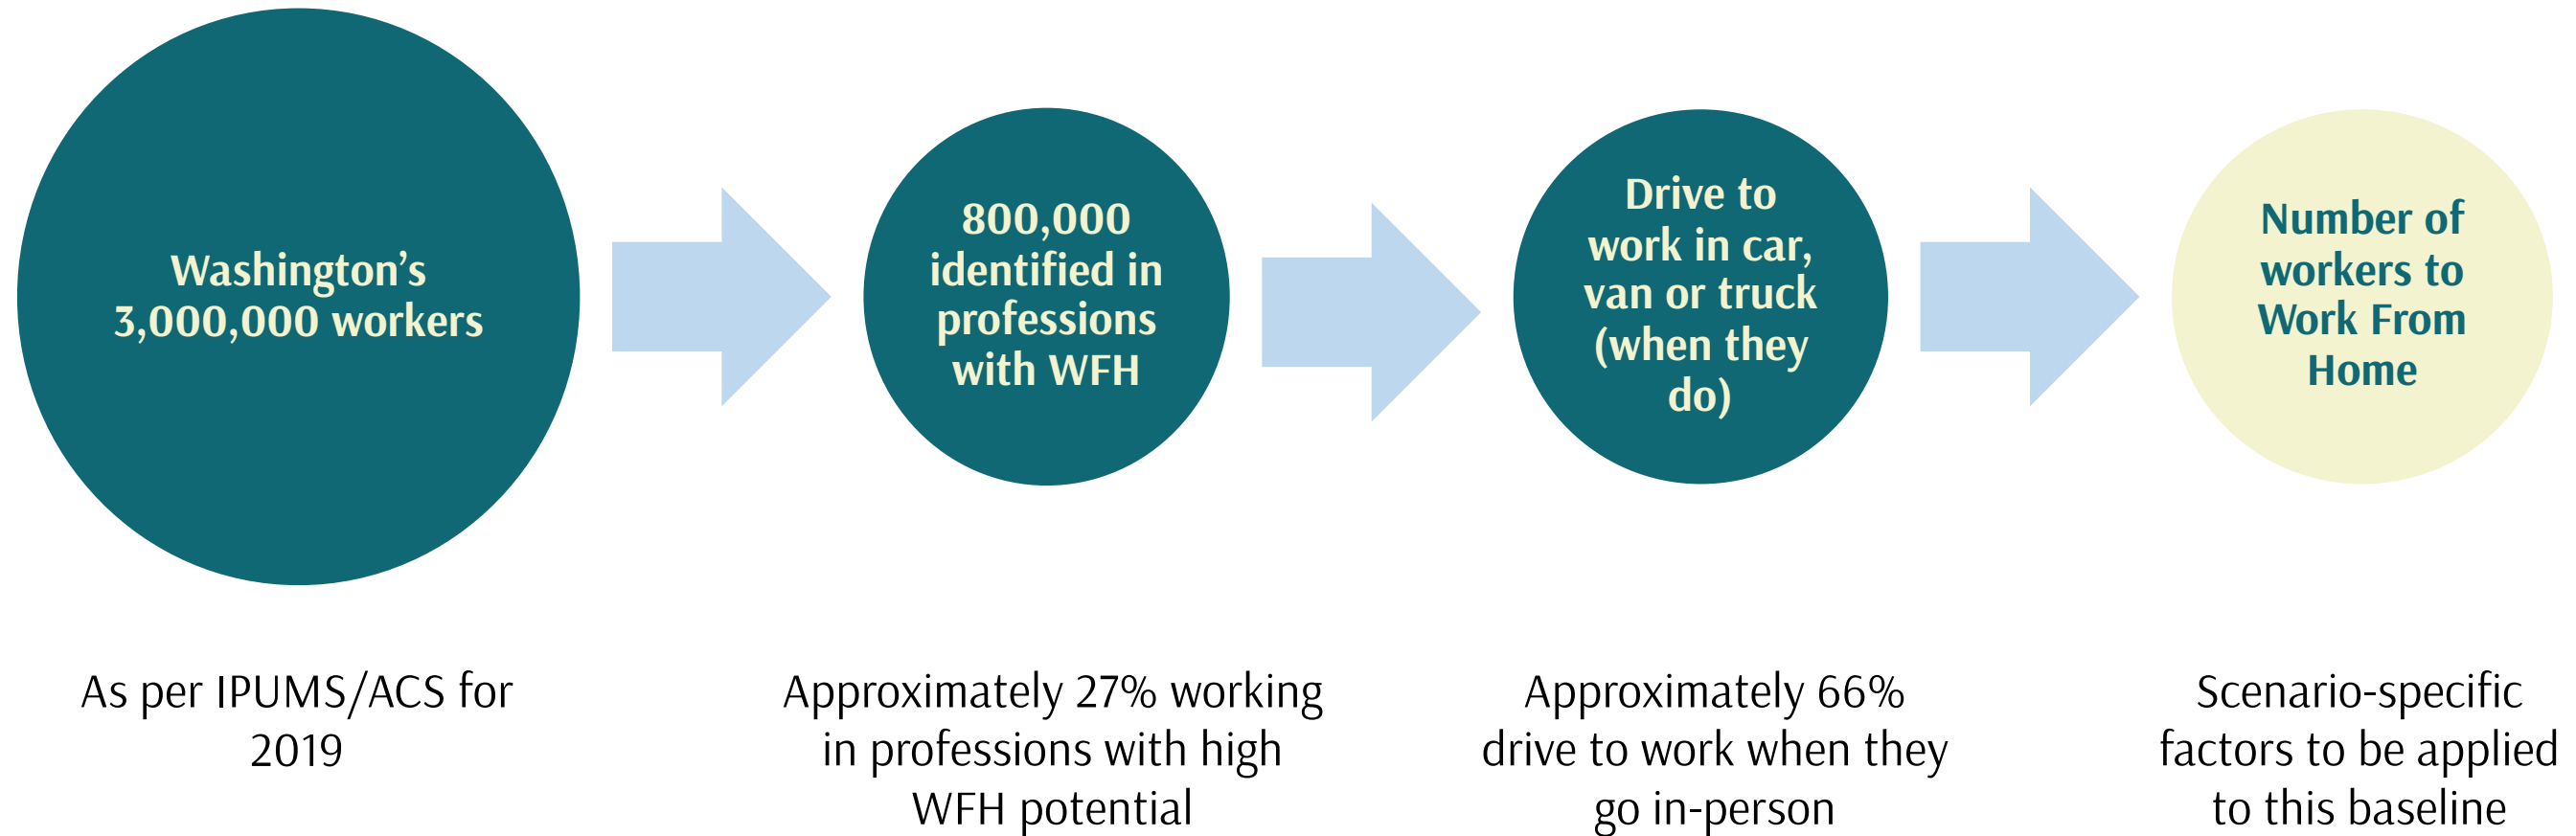 Washington’s
3,000,000 workers
800,000
identified in
professions
with WFH
Drive to
work in car,
van or truck
(when they
do)
Number of
workers to
Work From
Home
As per IPUMS/ACS for
2019
Approximately 27% working
in professions with high
WFH potential
Approximately 66%
drive to work when they
go in-person
Scenario-specific
factors to be applied
to this baseline